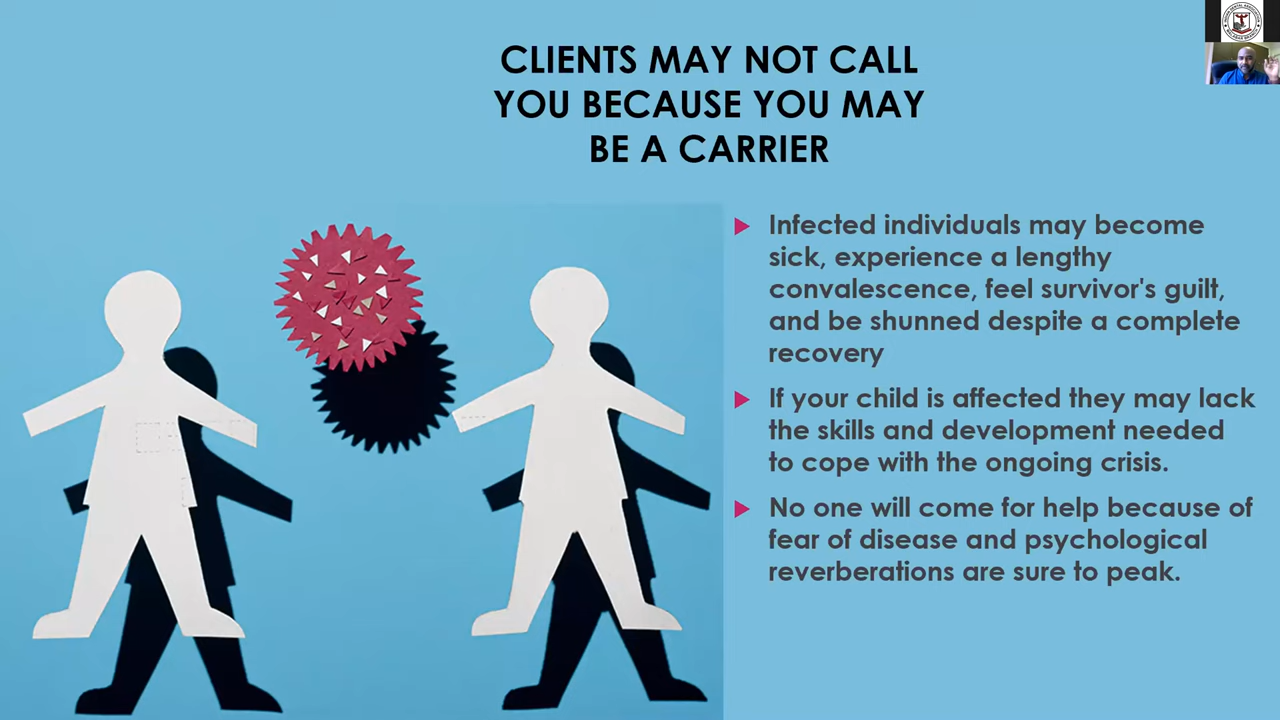 CLIENTS MAY NOT CALL
YOU BECAUSE YOU MAY
BE A CARRIER
Infected individuals may become
sick, experience a lengthy
convalescence, feel survivor's guilt,
and be shunned despite a complete
recovery
If your child is affected they may lack
the skills and development needed
to cope with the ongoing crisis.
No one will come for help because of
fear of disease and psychological
reverberations are sure to peak.